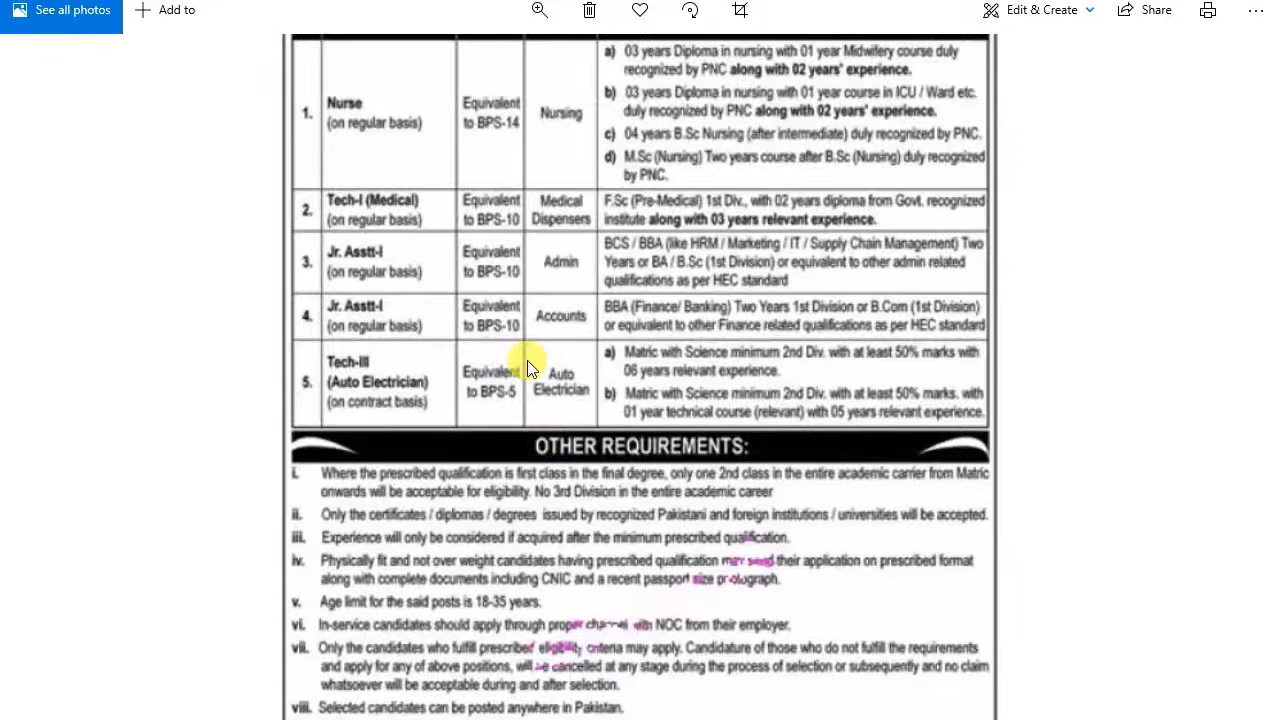 See all photos
Add to
Edit & Create
Share
1.
Nurse
(on regular basis)
Equivalent
to BPS-14
Nursing
a) 03 years Diploma in nursing with 01 year Midwifery course duly
recognized by PNC along with 02 years' experience.
b) 03 years Diploma in nursing with 01 year course in ICU / Ward etc.
duly recognized by PNC along with 02 years' experience.
c) 04 years B.Sc Nursing (after intermediate) duly recognized by PNC.
d) M.Sc (Nursing) Two years course after B.Sc (Nursing) duly recognized
by PNC.
2.
Tech-I (Medical)
(on regular basis)
Equivalent
to BPS-10
Medical
Dispensers
F.Sc (Pre-Medical) 1st Div., with 02 years diploma from Govt. recognized
institute along with 03 years relevant experience.
3.
Jr. Asstt-I
(on regular basis)
Equivalent
to BPS-10
Admin
BCS / BBA (like HRM / Marketing / IT / Supply Chain Management) Two
Years or BA / B.Sc (1st Division) or equivalent to other admin related
qualifications as per HEC standard
4.
Jr. Asstt-I
(on regular basis)
Equivalent
to BPS-10
Accounts
BBA (Finance/ Banking) Two Years 1st Division or B.Com (1st Division)
or equivalent to other Finance related qualifications as per HEC standard
5.
Tech-III
(Auto Electrician)
(on contract basis)
Equivalent
to BPS-5
Auto
Electrician
a) Matric with Science minimum 2nd Div. with at least 50% marks with
06 years relevant experience.
b) Matric with Science minimum 2nd Div. with at least 50% marks. with
01 year technical course (relevant) with 05 years relevant experience.
OTHER REQUIREMENTS:
i. Where the prescribed qualification is first class in the final degree, only one 2nd class in the entire academic carrier from Matric
onwards will be acceptable for eligibility. No 3rd Division in the entire academic career
ii. Only the certificates / diplomas / degrees issued by recognized Pakistani and foreign institutions / universities will be accepted.
iii. Experience will only be considered if acquired after the minimum prescribed qualification.
iv. Physically fit and not over weight candidates having prescribed qualification may send their application on prescribed format
along with complete documents including CNIC and a recent passport size photograph.
v. Age limit for the said posts is 18-35 years.
vi. In-service candidates should apply through proper channel with NOC from their employer.
vii. Only the candidates who fulfill prescribed eligibility criteria may apply. Candidature of those who do not fulfill the requirements
and apply for any of above positions, will be cancelled at any stage during the process of selection or subsequently and no claim
whatsoever will be acceptable during and after selection.
viii. Selected candidates can be posted anywhere in Pakistan.